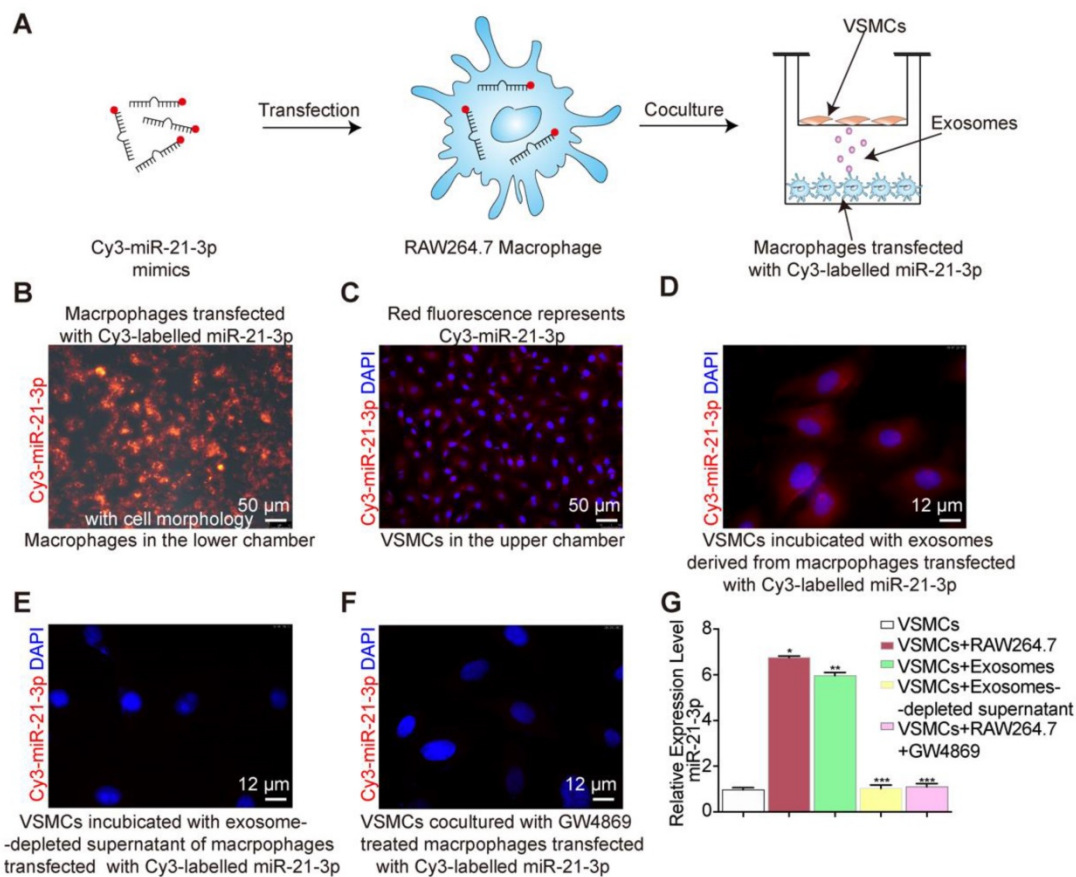 A
VSMCs
Transfection
Coculture
Exosomes
Cy3-miR-21-3p
mimics
RAW264.7 Macrophage
Macrophages transfected
with Cy3-labelled miR-21-3p
B
Macrpophages transfected
with Cy3-labelled miR-21-3p
Cy3-miR-21-3p
50 μm
with cell morphology
Macrophages in the lower chamber
C
Red fluorescence represents
Cy3-miR-21-3p
Cy3-miR-21-3p DAPI
50 μm
VSMCs in the upper chamber
D
Cy3-miR-21-3p DAPI
12 μm
VSMCs incubicated with exosomes
derived from macrpophages transfected
with Cy3-labelled miR-21-3p
E
Cy3-miR-21-3p DAPI
12 μm
VSMCs incubicated with exosome-
-depleted supernatant of macrpophages
transfected with Cy3-labelled miR-21-3p
F
Cy3-miR-21-3p DAPI
12 μm
VSMCs cocultured with GW4869
treated macrpophages transfected
with Cy3-labelled miR-21-3p
G
Relative Expression Level
miR-21-3p
8
6
4
2
0
*
**
***
***
VSMCs
VSMCs+RAW264.7
VSMCs+Exosomes
VSMCs+Exosomes-
-depleted supernatant
VSMCs+RAW264.7
+GW4869